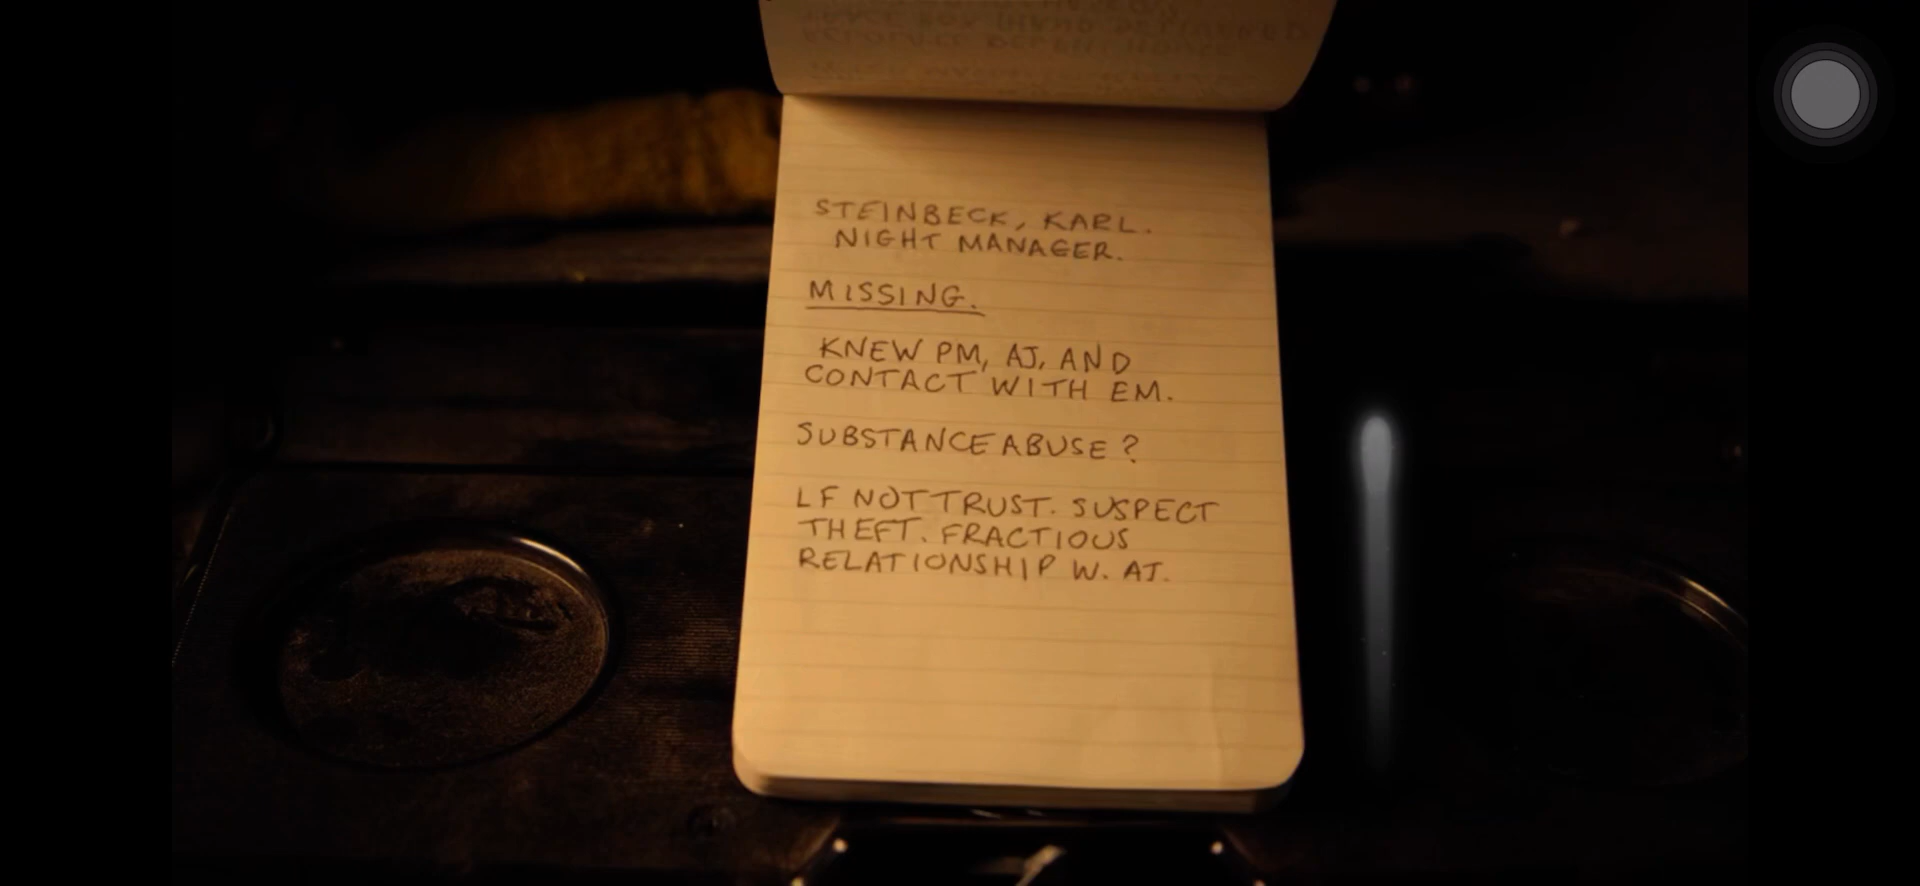 STEINBECK, KARL.
NIGHT MANAGER.
MISSING.
KNEW PM, AJ, AND
CONTACT WITH EM.
SUBSTANCE ABUSE?
LF NOT TRUST. SUSPECT
THEFT. FRACTIOUS
RELATIONSHIP W. AJ.